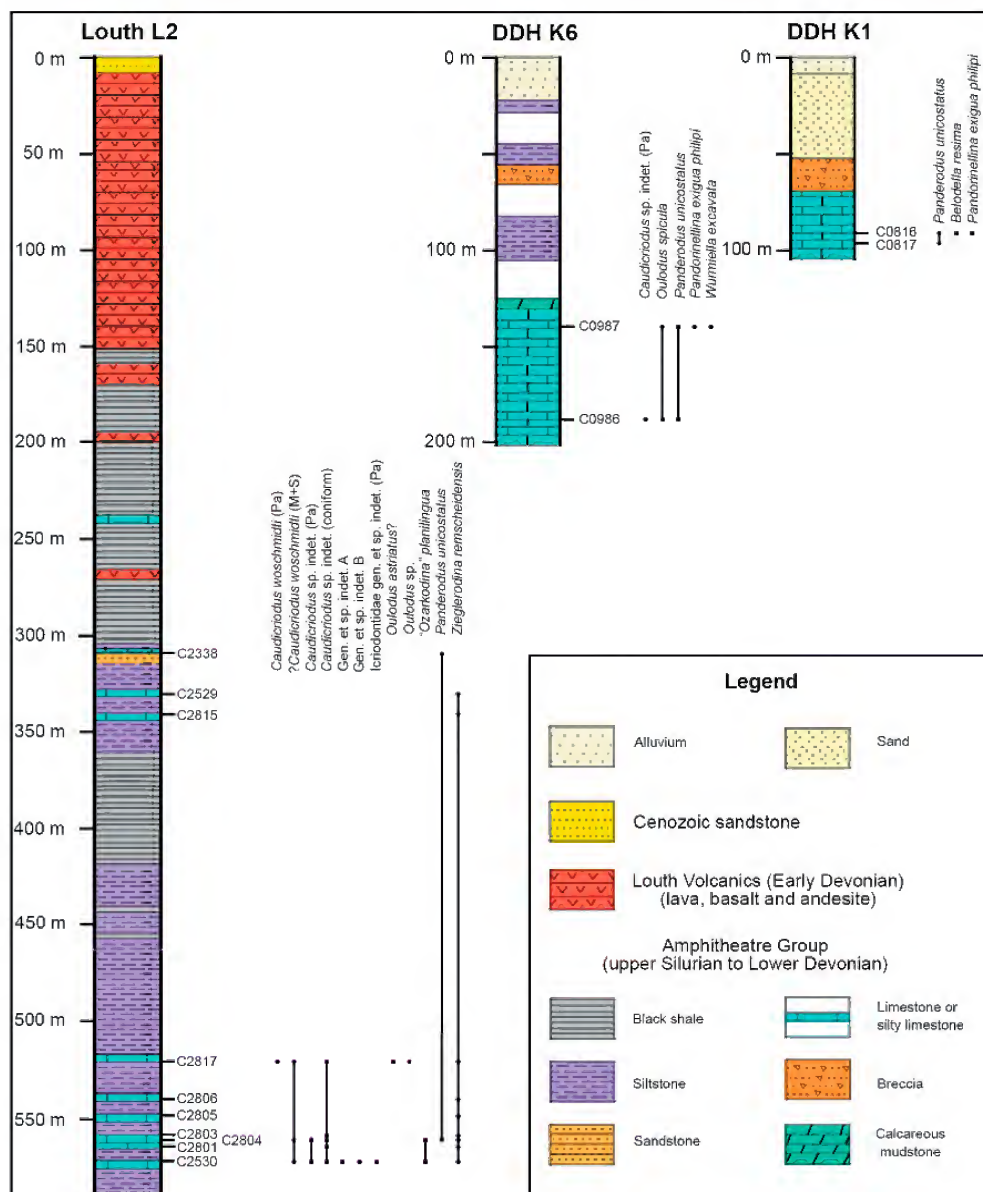 Louth L2
0 m
50 m
100 m
150 m
200 m
250 m
300 m
350 m
400 m
450 m
500 m
550 m
C2338
C2529
C2815
C2817
C2806
C2805
C2803
C2804
C2801
C2530
Caudicriodus woschmidti (Pa)
?Caudicriodus woschmidti (M+S)
Caudicriodus sp. indet. (Pa)
Caudicriodus sp. indet. (coniform)
Gen. et sp. indet. A
Gen. et sp. indet. B
Icriodontidae gen. et sp. indet. (Pa)
Oulodus astriatus?
Oulodus sp.
"Ozarkodina" planilingua
Panderodus unicostatus
Zieglerodina remscheidensis
DDH K6
0 m
100 m
200 m
C0987
C0986
Caudicriodus sp. indet. (Pa)
Oulodus spicula
Panderodus unicostatus
Pandorinellina exigua philipi
Wurmiella excavata
DDH K1
0 m
100 m
C0816
C0817
Panderodus unicostatus
Belodella resima
Pandorinellina exigua philipi
Legend
Alluvium
Sand
Cenozoic sandstone
Louth Volcanics (Early Devonian)
(lava, basalt and andesite)
Amphitheatre Group
(upper Silurian to Lower Devonian)
Black shale
Limestone or
silty limestone
Siltstone
Breccia
Sandstone
Calcareous
mudstone